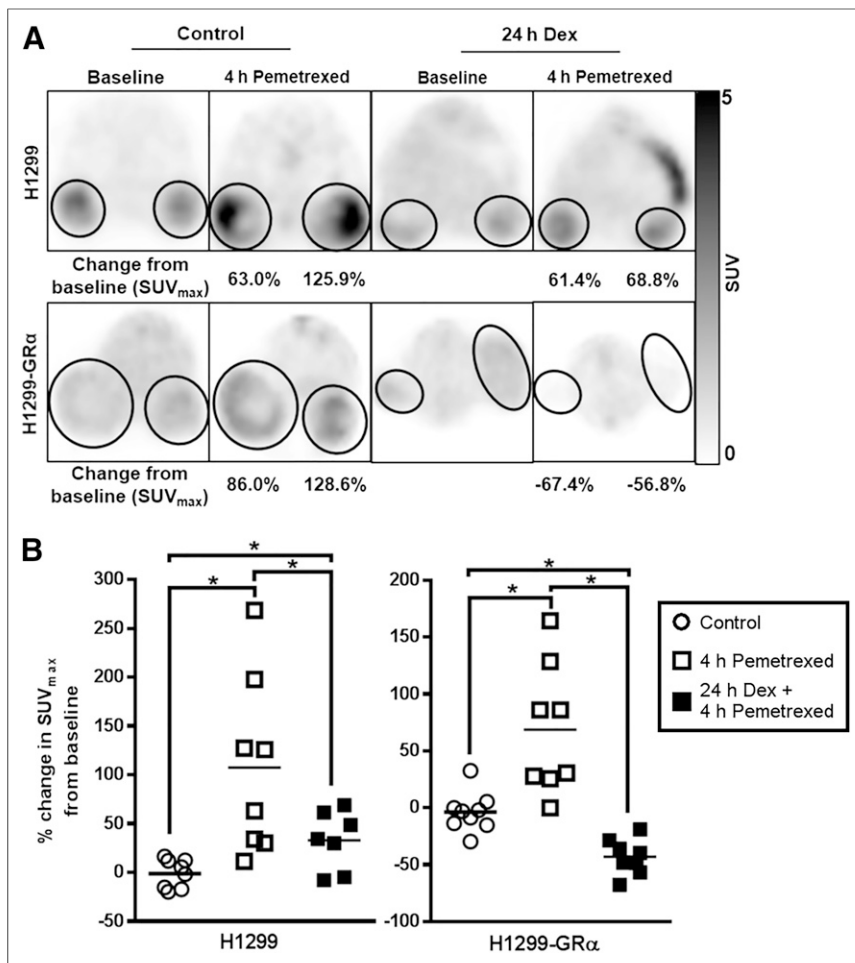 A
Control
24 h Dex
Baseline
4 h Pemetrexed
Baseline
4 h Pemetrexed
H1299
5
SUV
0
Change from
baseline (SUVmax)
63.0%
125.9%
61.4%
68.8%
H1299-GRα
Change from
baseline (SUVmax)
86.0%
128.6%
-67.4%
-56.8%
B
% change in SUVmax
from baseline
300
250
200
150
100
50
0
-50
*
*
*
H1299
200
150
100
50
0
-50
-100
*
*
*
H1299-GRα
Control
4 h Pemetrexed
24 h Dex +
4 h Pemetrexed